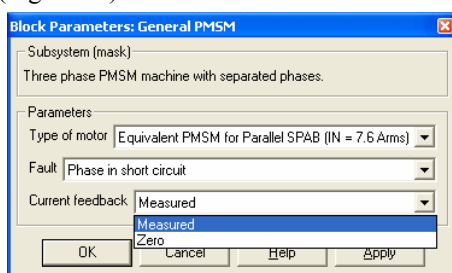 Block Parameters: General PMSM
Subsystem (mask)
Three phase PMSM machine with separated phases.
Parameters
Type of motor Equivalent PMSM for Parallel SPAB (IN = 7.6 Arms)
Fault Phase in short circuit
Current feedback Measured
Measured
Zero
OK Cancel Help Apply